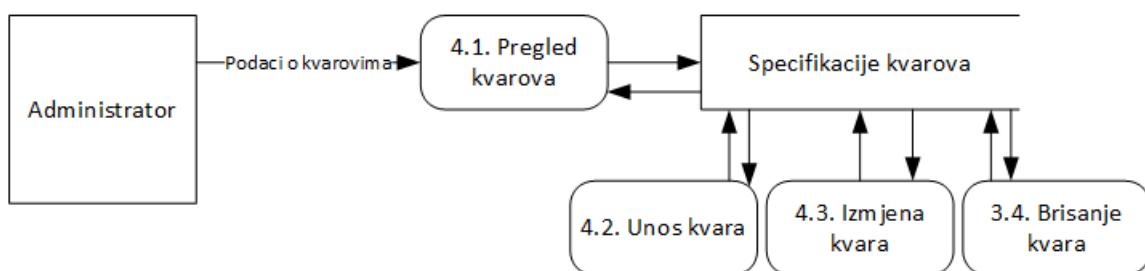 Administrator
Podaci o kvarovima
4.1. Pregled
kvarova
Specifikacije kvarova
4.2. Unos kvara
4.3. Izmjena
kvara
3.4. Brisanje
kvara